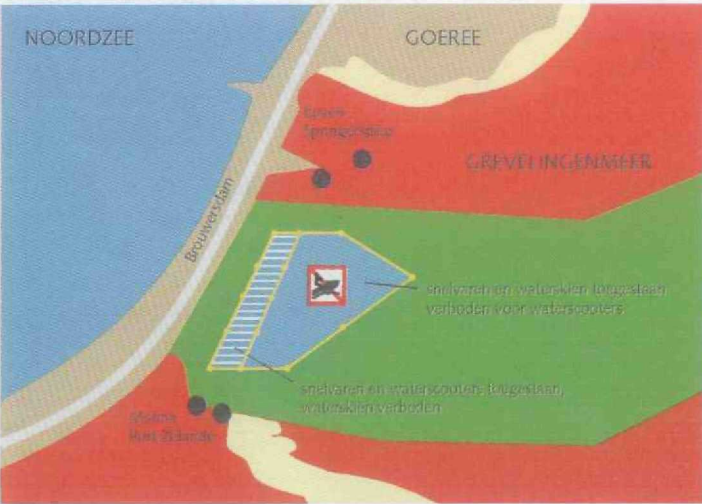 NOORDZEE
GOEREE
Haven
Springersdiep
GREVELINGENMEER
Brouwersdam
snelvaren en waterskiën toegestaan,
verboden voor waterscooters
snelvaren en waterscooters toegestaan,
waterskiën verboden
Marina
Port Zélande